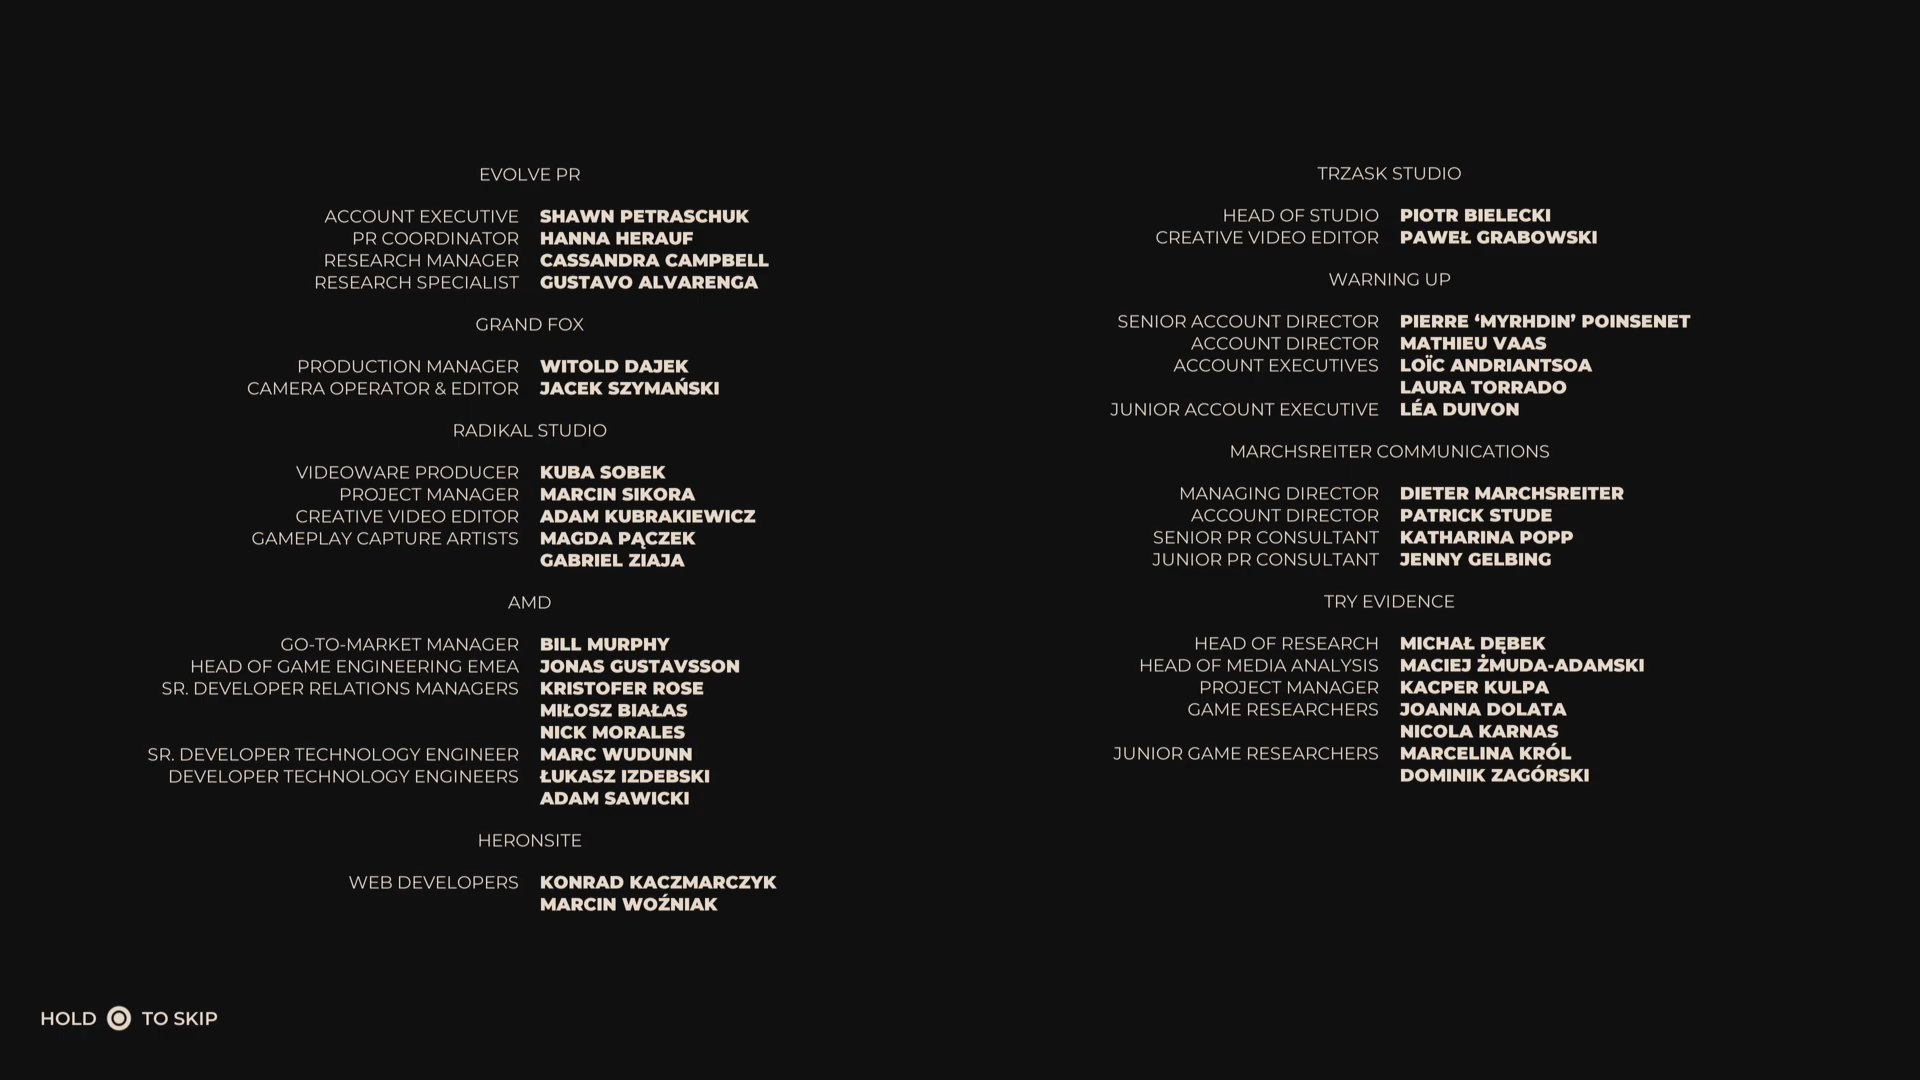 EVOLVE PR
ACCOUNT EXECUTIVE SHAWN PETRASCHUK
PR COORDINATOR HANNA HERAUF
RESEARCH MANAGER CASSANDRA CAMPBELL
RESEARCH SPECIALIST GUSTAVO ALVARENGA
GRAND FOX
PRODUCTION MANAGER WITOLD DAJEK
CAMERA OPERATOR & EDITOR JACEK SZYMAŃSKI
RADIKAL STUDIO
VIDEOWARE PRODUCER KUBA SOBEK
PROJECT MANAGER MARCIN SIKORA
CREATIVE VIDEO EDITOR ADAM KUBRAKIEWICZ
GAMEPLAY CAPTURE ARTISTS MAGDA PĄCZEK
GABRIEL ZIAJA
AMD
GO-TO-MARKET MANAGER BILL MURPHY
HEAD OF GAME ENGINEERING EMEA JONAS GUSTAVSSON
SR. DEVELOPER RELATIONS MANAGERS KRISTOFER ROSE
MIŁOSZ BIAŁAS
NICK MORALES
SR. DEVELOPER TECHNOLOGY ENGINEER MARC WUDUNN
DEVELOPER TECHNOLOGY ENGINEERS ŁUKASZ IZDEBSKI
ADAM SAWICKI
HERONSITE
WEB DEVELOPERS KONRAD KACZMARCZYK
MARCIN WOŹNIAK
TRZASK STUDIO
HEAD OF STUDIO PIOTR BIELECKI
CREATIVE VIDEO EDITOR PAWEŁ GRABOWSKI
WARNING UP
SENIOR ACCOUNT DIRECTOR PIERRE ‘MYRHDIN’ POINSENET
ACCOUNT DIRECTOR MATHIEU VAAS
ACCOUNT EXECUTIVES LOÏC ANDRIANTSOA
LAURA TORRADO
JUNIOR ACCOUNT EXECUTIVE LÉA DUIVON
MARCHSREITER COMMUNICATIONS
MANAGING DIRECTOR DIETER MARCHSREITER
ACCOUNT DIRECTOR PATRICK STUDE
SENIOR PR CONSULTANT KATHARINA POPP
JUNIOR PR CONSULTANT JENNY GELBING
TRY EVIDENCE
HEAD OF RESEARCH MICHAŁ DĘBEK
HEAD OF MEDIA ANALYSIS MACIEJ ŻMUDA-ADAMSKI
PROJECT MANAGER KACPER KULPA
GAME RESEARCHERS JOANNA DOLATA
NICOLA KARNAS
JUNIOR GAME RESEARCHERS MARCELINA KRÓL
DOMINIK ZAGÓRSKI
HOLD TO SKIP